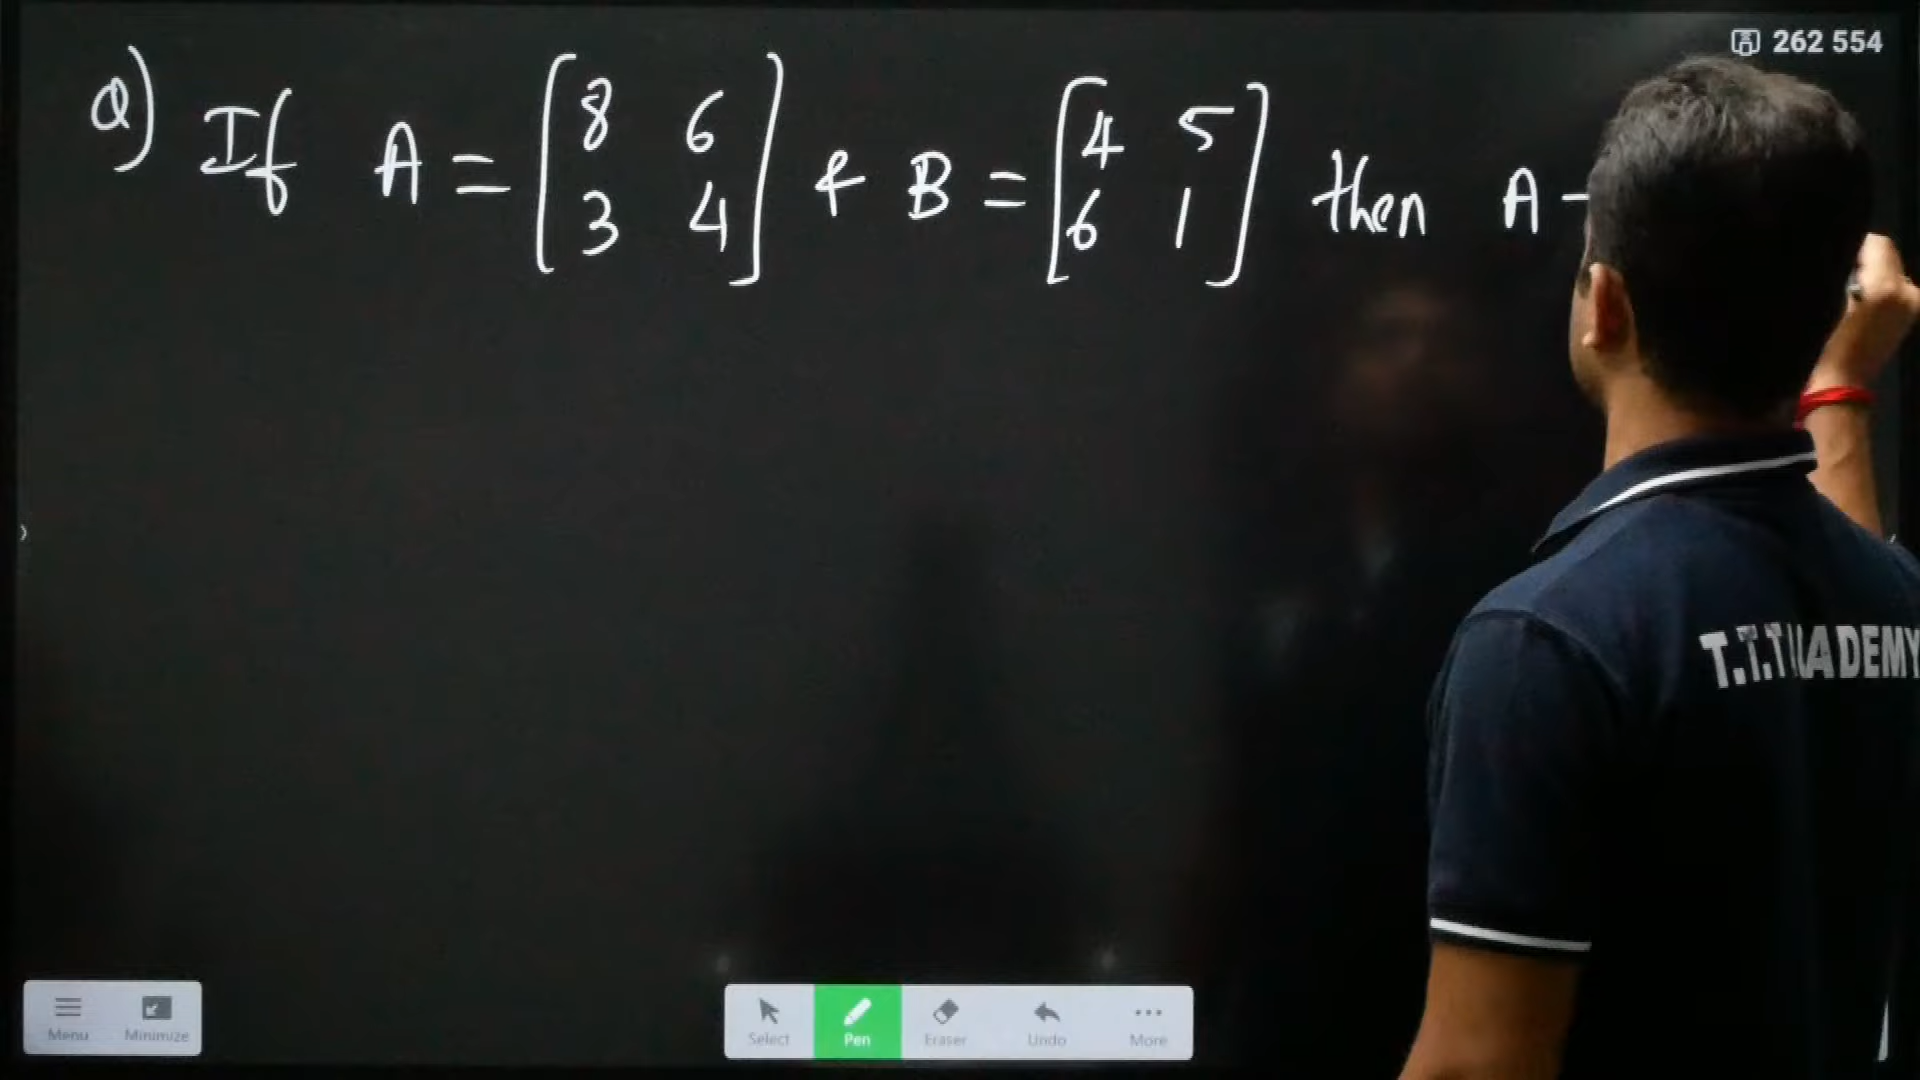 262 554
Q) If A = [8 6] & B = [4 5] then A -
[3 4] [6 1]
T.T.T
Menu Minimize Select Pen Eraser Undo More